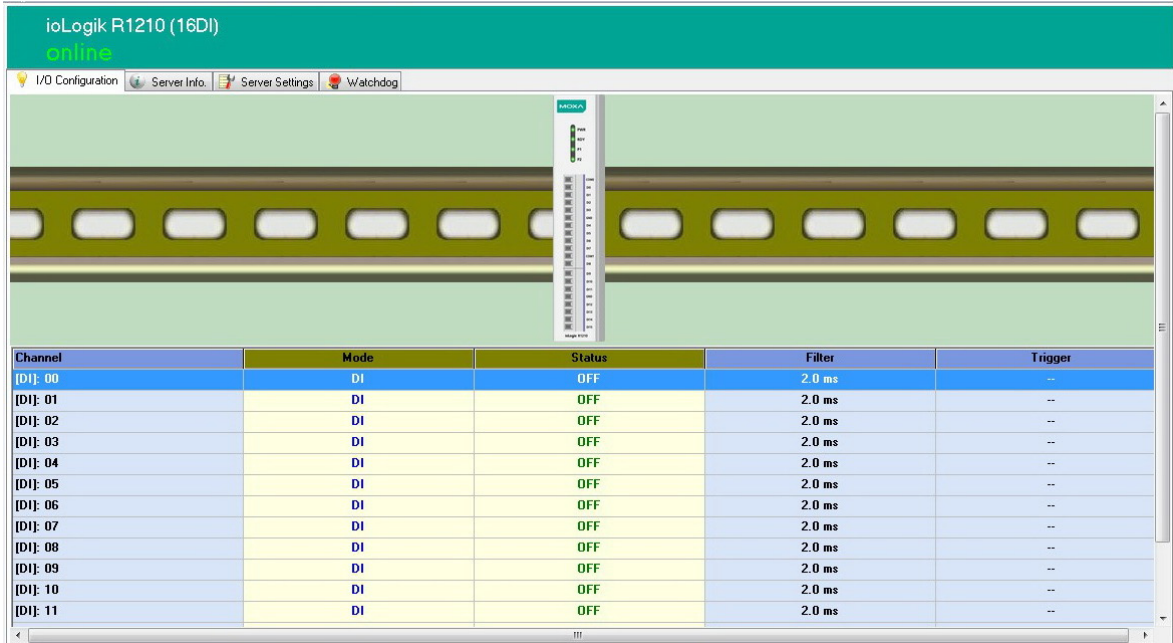 ioLogik R1210 (16DI)
online
I/O Configuration Server Info. Server Settings Watchdog
MOXA
PWR
RDY
P1
P2
Channel Mode Status Filter Trigger
[DI]: 00 DI OFF 2.0 ms --
[DI]: 01 DI OFF 2.0 ms --
[DI]: 02 DI OFF 2.0 ms --
[DI]: 03 DI OFF 2.0 ms --
[DI]: 04 DI OFF 2.0 ms --
[DI]: 05 DI OFF 2.0 ms --
[DI]: 06 DI OFF 2.0 ms --
[DI]: 07 DI OFF 2.0 ms --
[DI]: 08 DI OFF 2.0 ms --
[DI]: 09 DI OFF 2.0 ms --
[DI]: 10 DI OFF 2.0 ms --
[DI]: 11 DI OFF 2.0 ms --